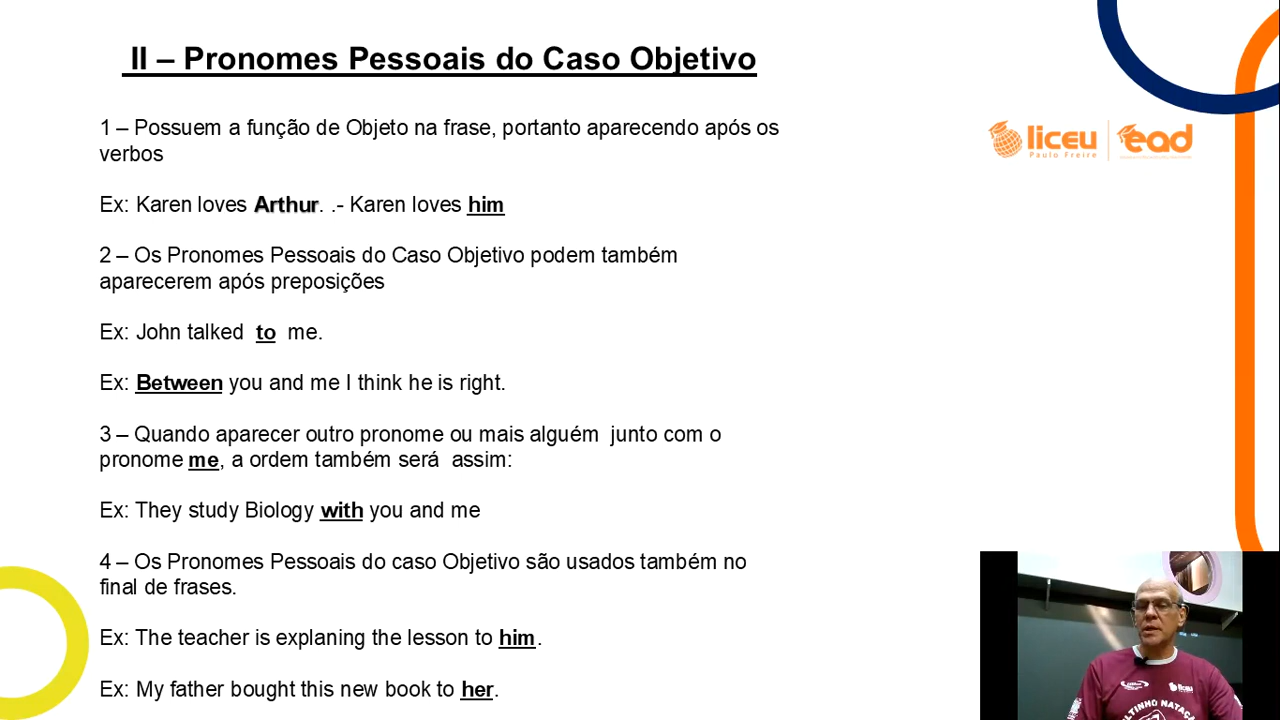 II – Pronomes Pessoais do Caso Objetivo
1 – Possuem a função de Objeto na frase, portanto aparecendo após os
verbos
Ex: Karen loves Arthur. .- Karen loves him
2 – Os Pronomes Pessoais do Caso Objetivo podem também
aparecerem após preposições
Ex: John talked to me.
Ex: Between you and me I think he is right.
3 – Quando aparecer outro pronome ou mais alguém junto com o
pronome me, a ordem também será assim:
Ex: They study Biology with you and me
4 – Os Pronomes Pessoais do caso Objetivo são usados também no
final de frases.
Ex: The teacher is explaning the lesson to him.
Ex: My father bought this new book to her.
liceu ead
Paulo Freire
liceu